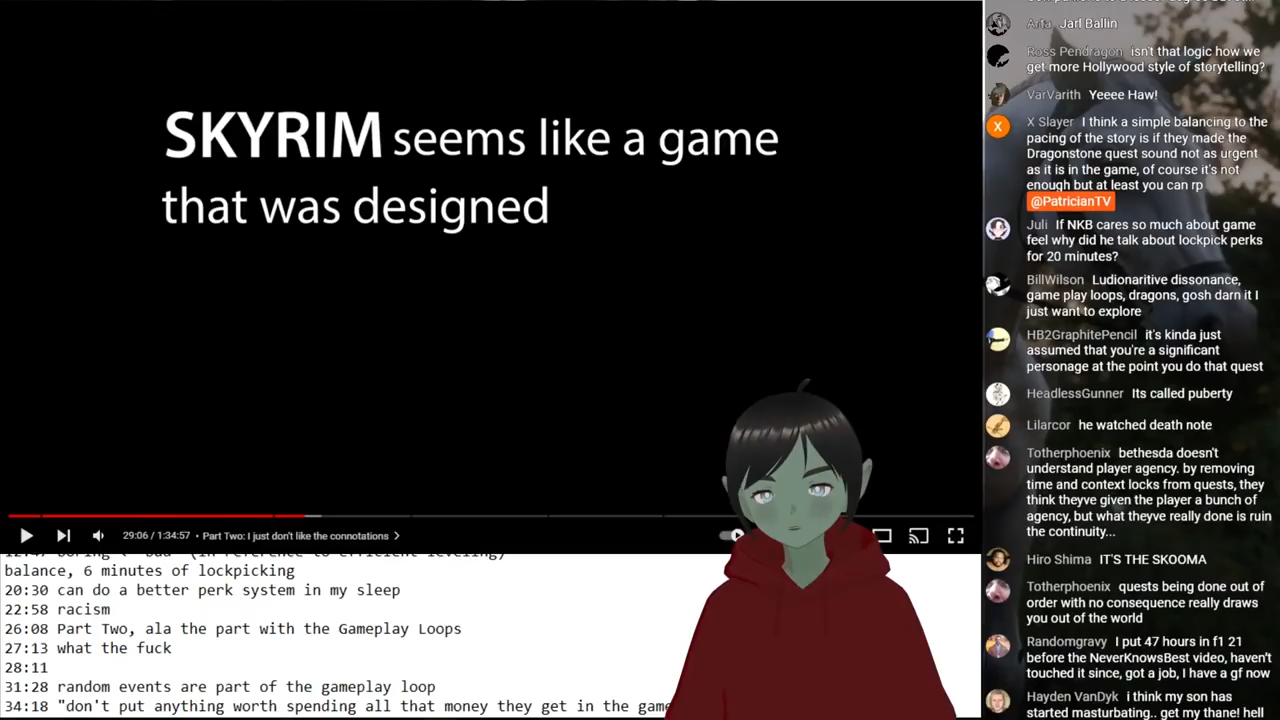 SKYRIM seems like a game
that was designed
29:06 / 1:34:57 • Part Two: I just don't like the connotations
12:47 boring < "bad" (in reference to efficient leveling)
balance, 6 minutes of lockpicking
20:30 can do a better perk system in my sleep
22:58 racism
26:08 Part Two, ala the part with the Gameplay Loops
27:13 what the fuck
28:11
31:28 random events are part of the gameplay loop
34:18 "don't put anything worth spending all that money they get in the game
Arfa Jarl Ballin
Ross Pendragon isn't that logic how we
get more Hollywood style of storytelling?
VarVarith Yeeee Haw!
X
X Slayer I think a simple balancing to the
pacing of the story is if they made the
Dragonstone quest sound not as urgent
as it is in the game, of course it's not
enough but at least you can rp
@PatricianTV
Juli If NKB cares so much about game
feel why did he talk about lockpick perks
for 20 minutes?
BillWilson Ludionaritive dissonance,
game play loops, dragons, gosh darn it I
just want to explore
HB2GraphitePencil it's kinda just
assumed that you're a significant
personage at the point you do that quest
HeadlessGunner Its called puberty
Lilarcor he watched death note
Totherphoenix bethesda doesn't
understand player agency. by removing
time and context locks from quests, they
think theyve given the player a bunch of
agency, but what theyve really done is ruin
the continuity...
Hiro Shima IT'S THE SKOOMA
Totherphoenix quests being done out of
order with no consequence really draws
you out of the world
Randomgravy I put 47 hours in f1 21
before the NeverKnowsBest video, haven't
touched it since, got a job, I have a gf now
Hayden VanDyk i think my son has
started masturbating.. get my thane! hell